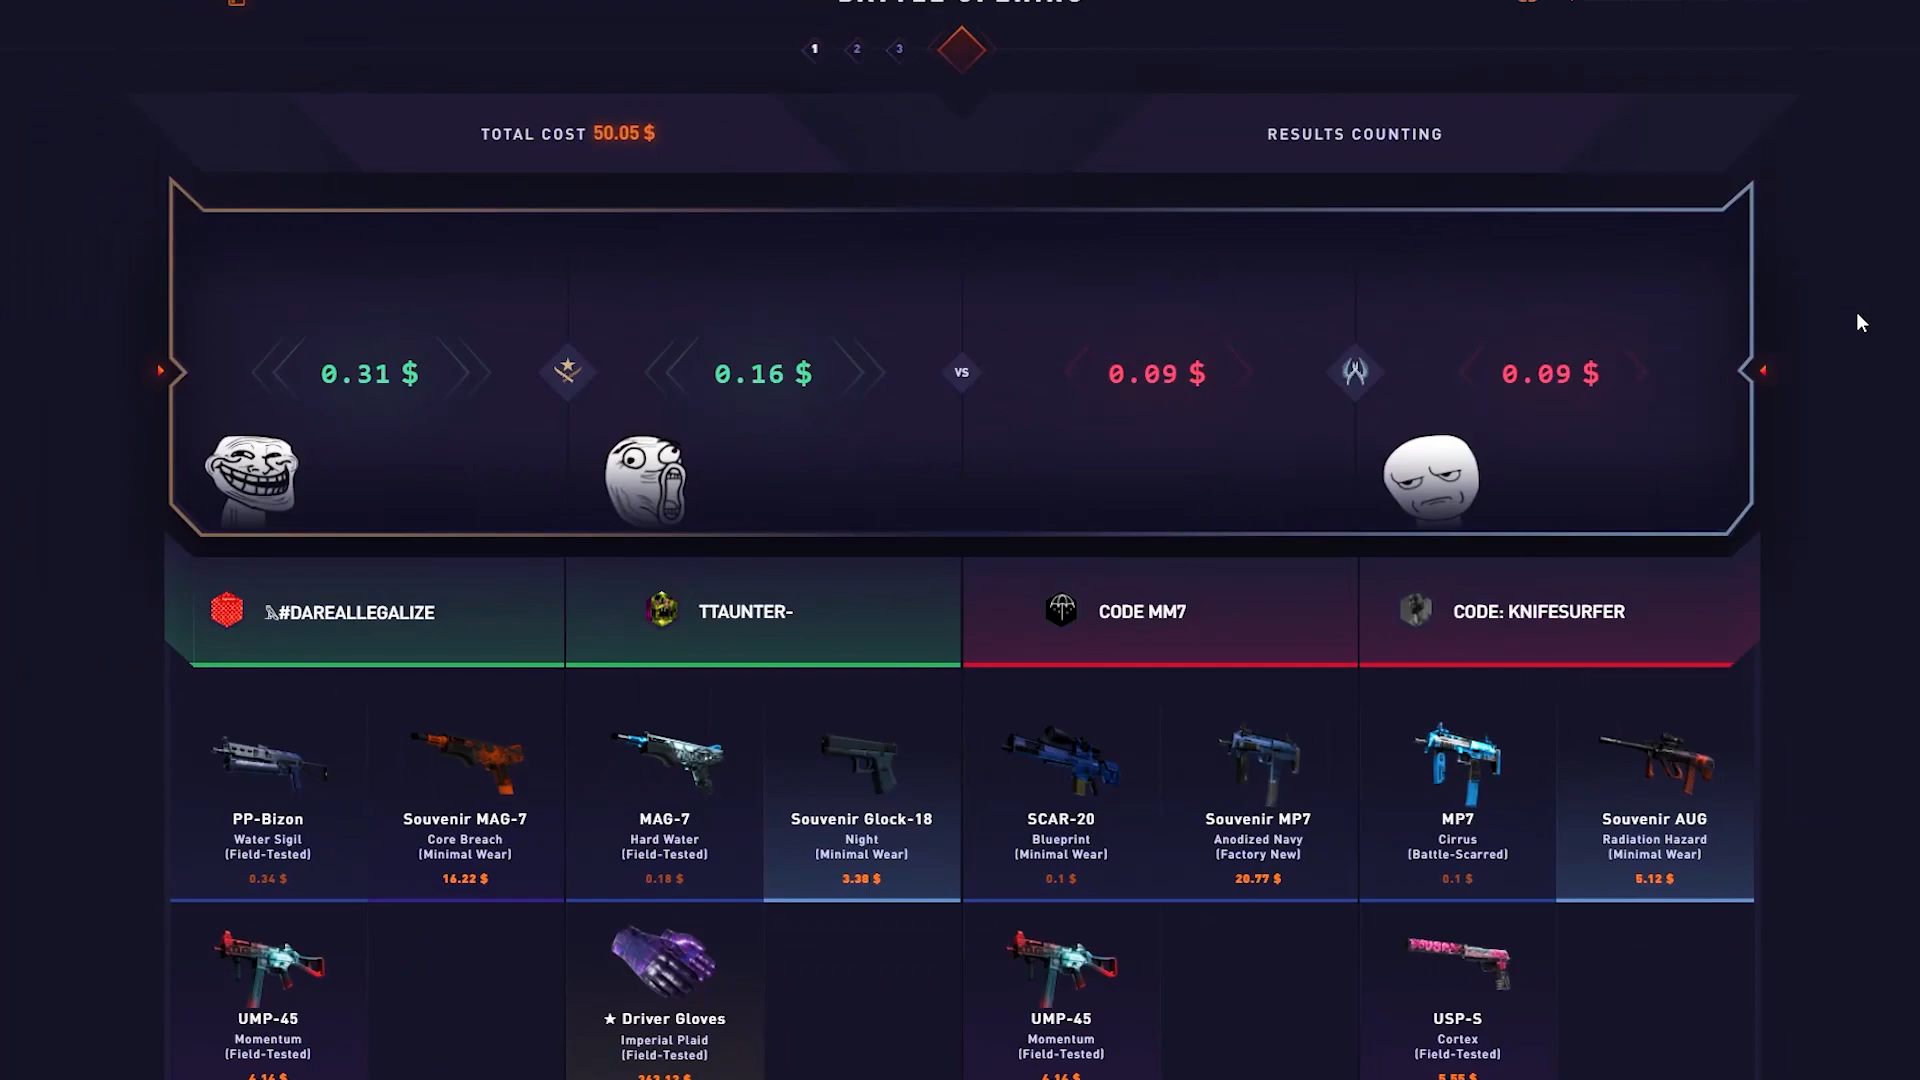 1 2 3
TOTAL COST 50.05 $
RESULTS COUNTING
0.31 $
0.16 $
VS
0.09 $
0.09 $
#DAREALLEGALIZE
TTAUNTER-
CODE MM7
CODE: KNIFESURFER
PP-Bizon
Water Sigil
(Field-Tested)
0.34 $
Souvenir MAG-7
Core Breach
(Minimal Wear)
16.22 $
MAG-7
Hard Water
(Field-Tested)
0.18 $
Souvenir Glock-18
Night
(Minimal Wear)
3.38 $
SCAR-20
Blueprint
(Minimal Wear)
0.1 $
Souvenir MP7
Anodized Navy
(Factory New)
20.77 $
MP7
Cirrus
(Battle-Scarred)
0.1 $
Souvenir AUG
Radiation Hazard
(Minimal Wear)
5.12 $
UMP-45
Momentum
(Field-Tested)
★ Driver Gloves
Imperial Plaid
(Field-Tested)
UMP-45
Momentum
(Field-Tested)
USP-S
Cortex
(Field-Tested)